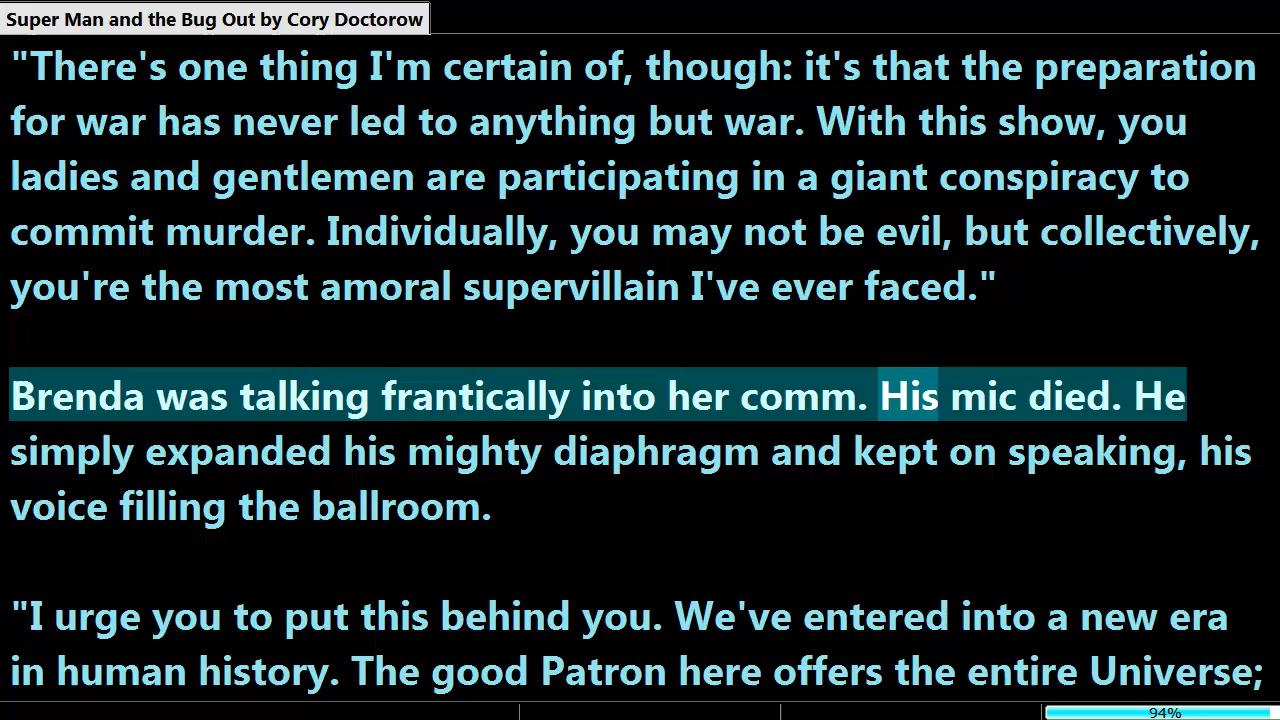 Super Man and the Bug Out by Cory Doctorow
"There's one thing I'm certain of, though: it's that the preparation
for war has never led to anything but war. With this show, you
ladies and gentlemen are participating in a giant conspiracy to
commit murder. Individually, you may not be evil, but collectively,
you're the most amoral supervillain I've ever faced."
Brenda was talking frantically into her comm. His mic died. He
simply expanded his mighty diaphragm and kept on speaking, his
voice filling the ballroom.
"I urge you to put this behind you. We've entered into a new era
in human history. The good Patron here offers the entire Universe;
94%